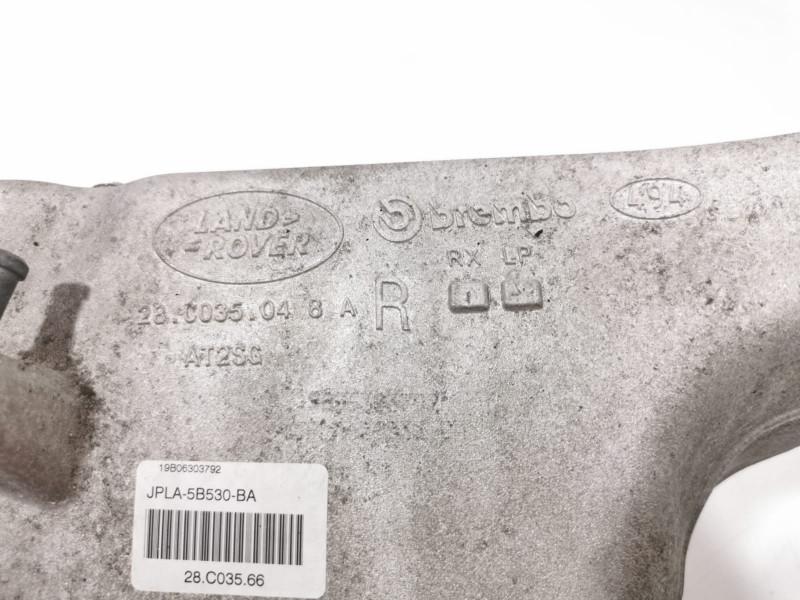 LAND ROVER
brembo
494
RX LP
28.C035.04 8 A R
AT2SG
19B06303792
JPLA-5B530-BA
28.C035.66